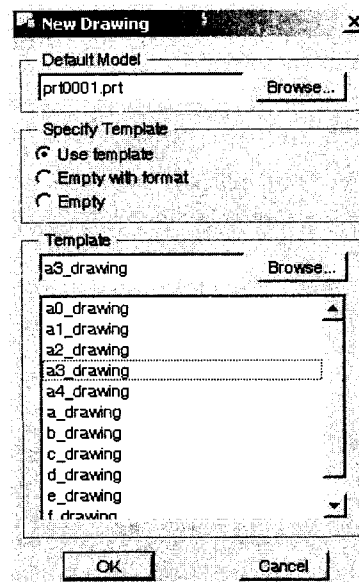 New Drawing
Default Model
prt0001.prt Browse...
Specify Template
Use template
Empty with format
Empty
Template
a3_drawing Browse...
a0_drawing
a1_drawing
a2_drawing
a3_drawing
a4_drawing
a_drawing
b_drawing
c_drawing
d_drawing
e_drawing
f_drawing
OK Cancel